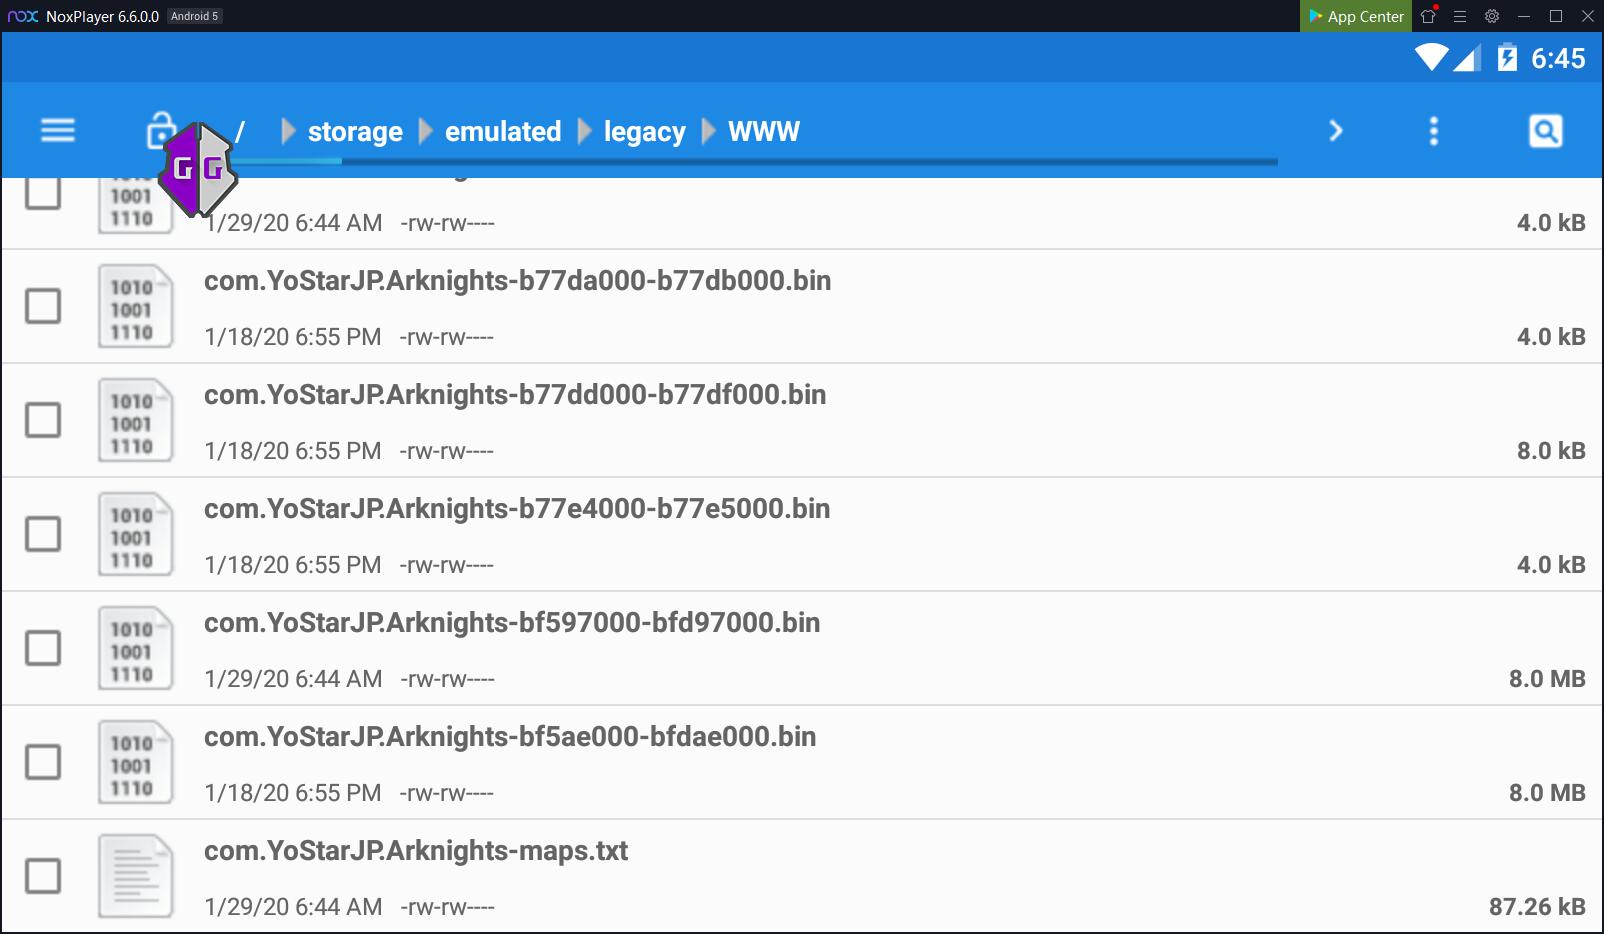 nox NoxPlayer 6.6.0.0 Android 5 App Center
6:45
/ storage emulated legacy WWW
GG
1001
1110
1/29/20 6:44 AM -rw-rw---- 4.0 kB
1010
1001
1110
com.YoStarJP.Arknights-b77da000-b77db000.bin
1/18/20 6:55 PM -rw-rw---- 4.0 kB
1010
1001
1110
com.YoStarJP.Arknights-b77dd000-b77df000.bin
1/18/20 6:55 PM -rw-rw---- 8.0 kB
1010
1001
1110
com.YoStarJP.Arknights-b77e4000-b77e5000.bin
1/18/20 6:55 PM -rw-rw---- 4.0 kB
1010
1001
1110
com.YoStarJP.Arknights-bf597000-bfd97000.bin
1/29/20 6:44 AM -rw-rw---- 8.0 MB
1010
1001
1110
com.YoStarJP.Arknights-bf5ae000-bfdae000.bin
1/18/20 6:55 PM -rw-rw---- 8.0 MB
com.YoStarJP.Arknights-maps.txt
1/29/20 6:44 AM -rw-rw---- 87.26 kB